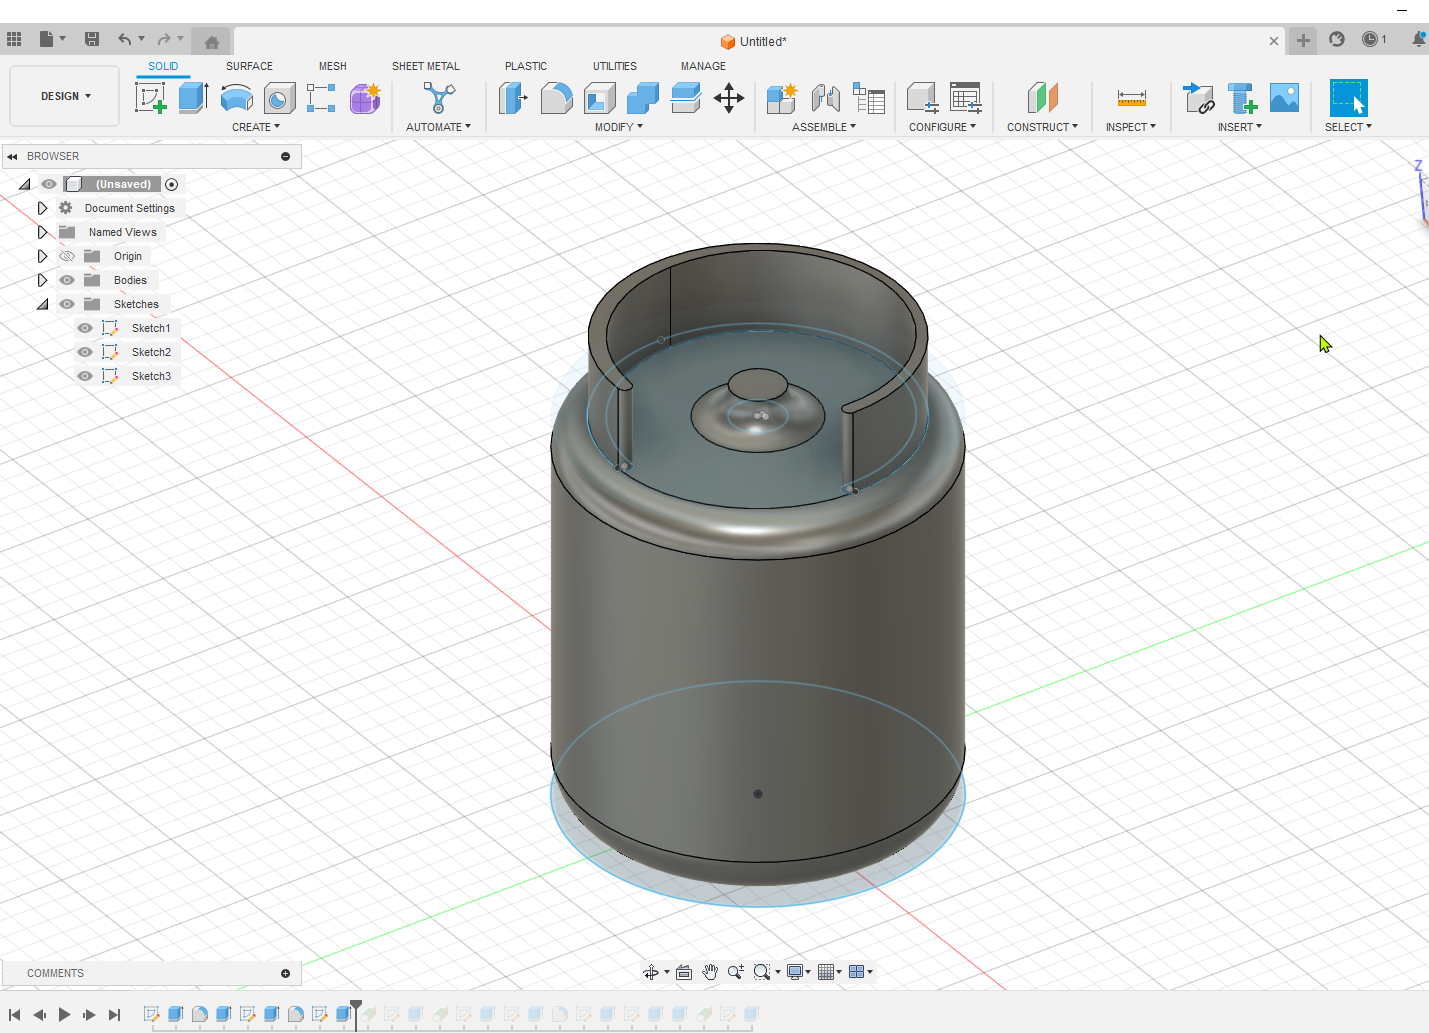 Untitled*
1
DESIGN
SOLID
SURFACE
MESH
SHEET METAL
PLASTIC
UTILITIES
MANAGE
CREATE
AUTOMATE
MODIFY
ASSEMBLE
CONFIGURE
CONSTRUCT
INSPECT
INSERT
SELECT
BROWSER
Z
(Unsaved)
Document Settings
Named Views
Origin
Bodies
Sketches
Sketch1
Sketch2
Sketch3
COMMENTS